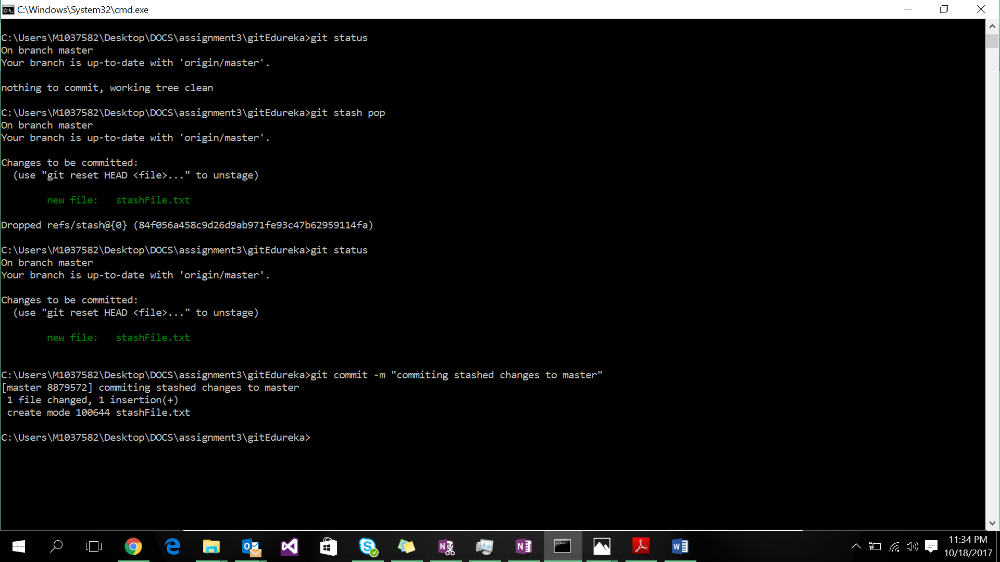 C:\Windows\System32\cmd.exe
C:\Users\M1037582\Desktop\DOCS\assignment3\gitEdureka>git status
On branch master
Your branch is up-to-date with 'origin/master'.
nothing to commit, working tree clean
C:\Users\M1037582\Desktop\DOCS\assignment3\gitEdureka>git stash pop
On branch master
Your branch is up-to-date with 'origin/master'.
Changes to be committed:
  (use "git reset HEAD <file>..." to unstage)
        new file:   stashFile.txt
Dropped refs/stash@{0} (84f056a458c9d26d9ab971fe93c47b62959114fa)
C:\Users\M1037582\Desktop\DOCS\assignment3\gitEdureka>git status
On branch master
Your branch is up-to-date with 'origin/master'.
Changes to be committed:
  (use "git reset HEAD <file>..." to unstage)
        new file:   stashFile.txt
C:\Users\M1037582\Desktop\DOCS\assignment3\gitEdureka>git commit -m "commiting stashed changes to master"
[master 8879572] commiting stashed changes to master
 1 file changed, 1 insertion(+)
 create mode 100644 stashFile.txt
C:\Users\M1037582\Desktop\DOCS\assignment3\gitEdureka>
11:34 PM
10/18/2017